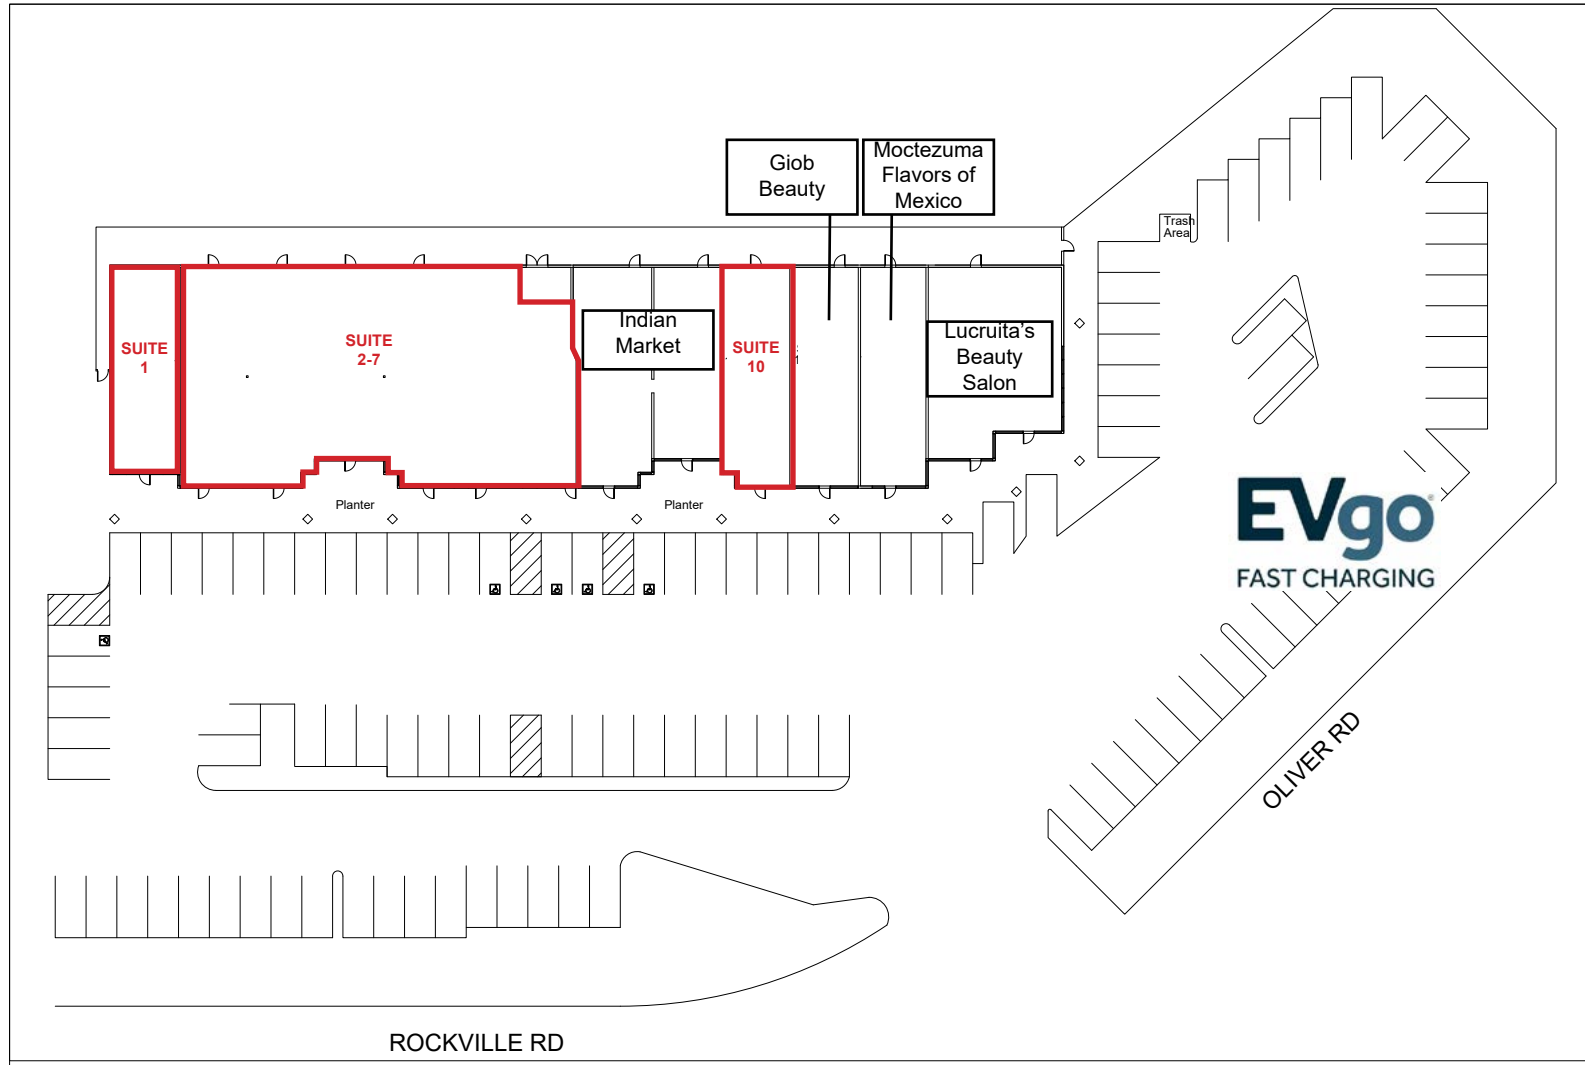 Giob
Beauty
Moctezuma
Flavors of
Mexico
Trash
Area
SUITE
1
SUITE
2-7
Indian
Market
SUITE
10
Lucruita's
Beauty
Salon
Planter
Planter
EVgo
FAST CHARGING
OLIVER RD
ROCKVILLE RD